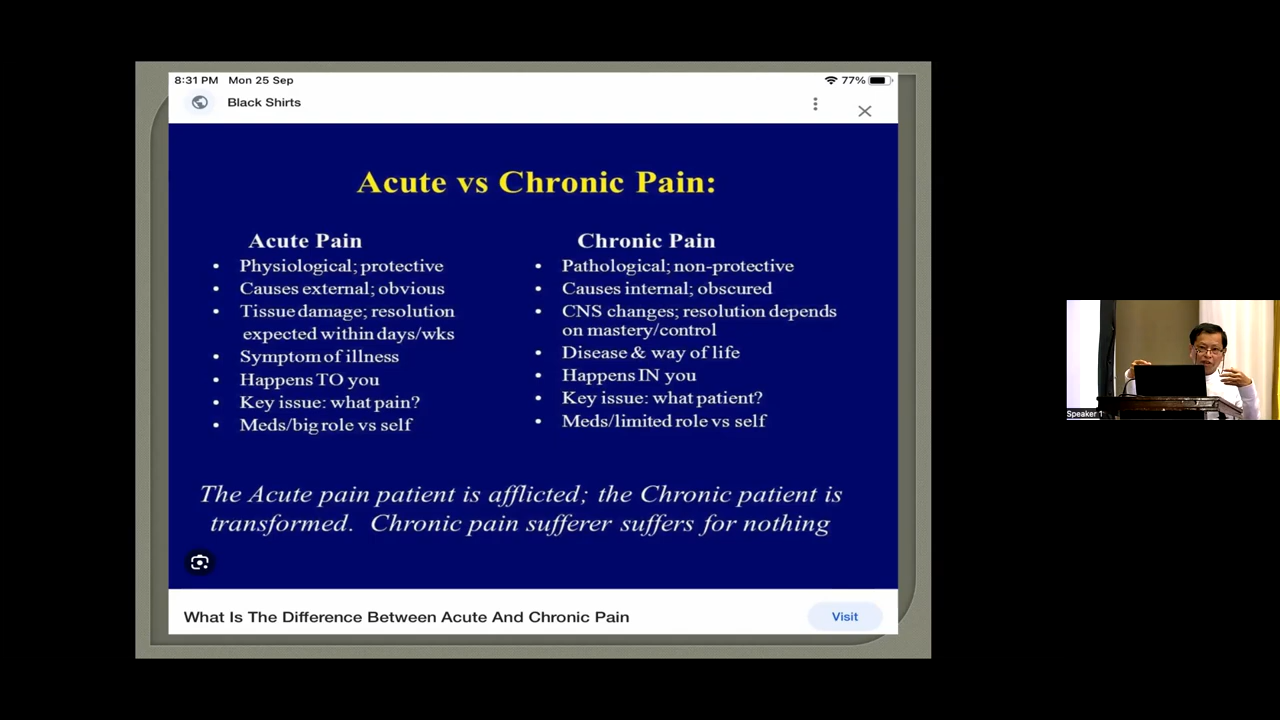 8:31 PM Mon 25 Sep
77%
Black Shirts
Acute vs Chronic Pain:
Acute Pain
• Physiological; protective
• Causes external; obvious
• Tissue damage; resolution
expected within days/wks
• Symptom of illness
• Happens TO you
• Key issue: what pain?
• Meds/big role vs self
Chronic Pain
• Pathological; non-protective
• Causes internal; obscured
• CNS changes; resolution depends
on mastery/control
• Disease & way of life
• Happens IN you
• Key issue: what patient?
• Meds/limited role vs self
The Acute pain patient is afflicted; the Chronic patient is
transformed. Chronic pain sufferer suffers for nothing
What Is The Difference Between Acute And Chronic Pain
Visit
Speaker 1